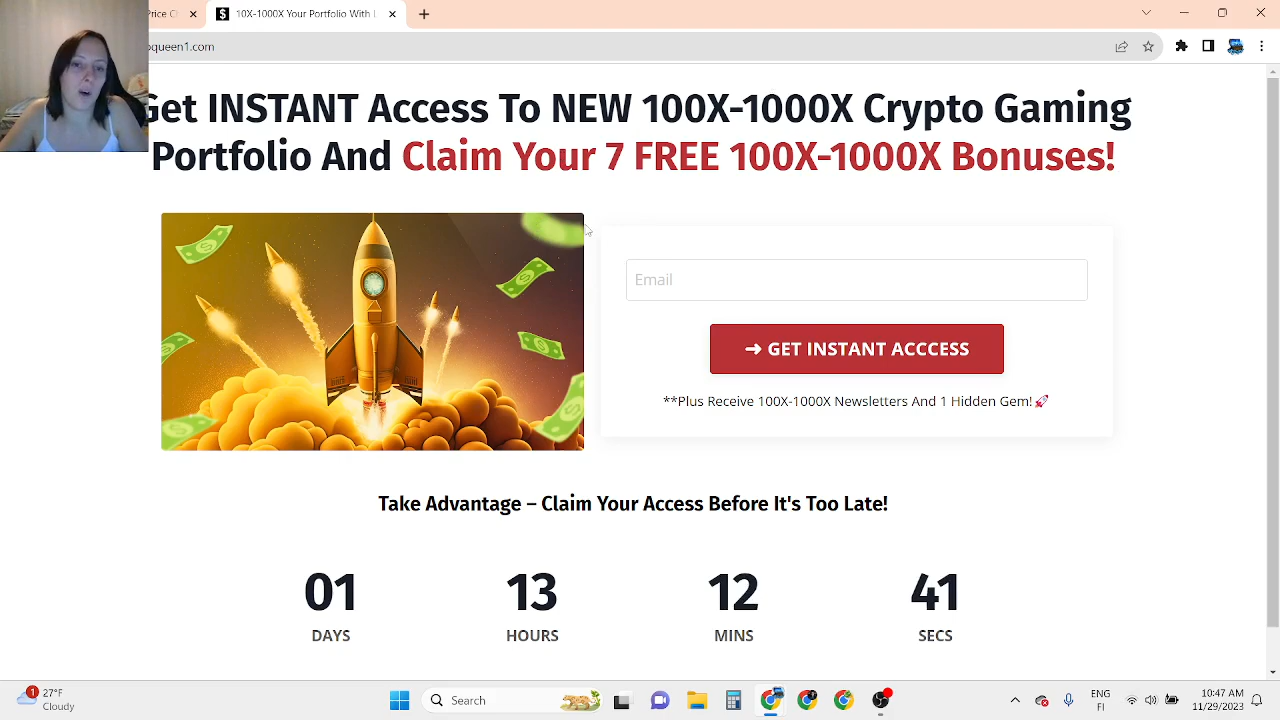 Price C
10X-1000X Your Portfolio With
queen1.com
Get INSTANT Access To NEW 100X-1000X Crypto Gaming
Portfolio And Claim Your 7 FREE 100X-1000X Bonuses!
Email
➜ GET INSTANT ACCCESS
**Plus Receive 100X-1000X Newsletters And 1 Hidden Gem!🚀
Take Advantage – Claim Your Access Before It's Too Late!
01 13 12 41
DAYS HOURS MINS SECS
1
27°F
Cloudy
Search
ENG
FI
10:47 AM
11/29/2023